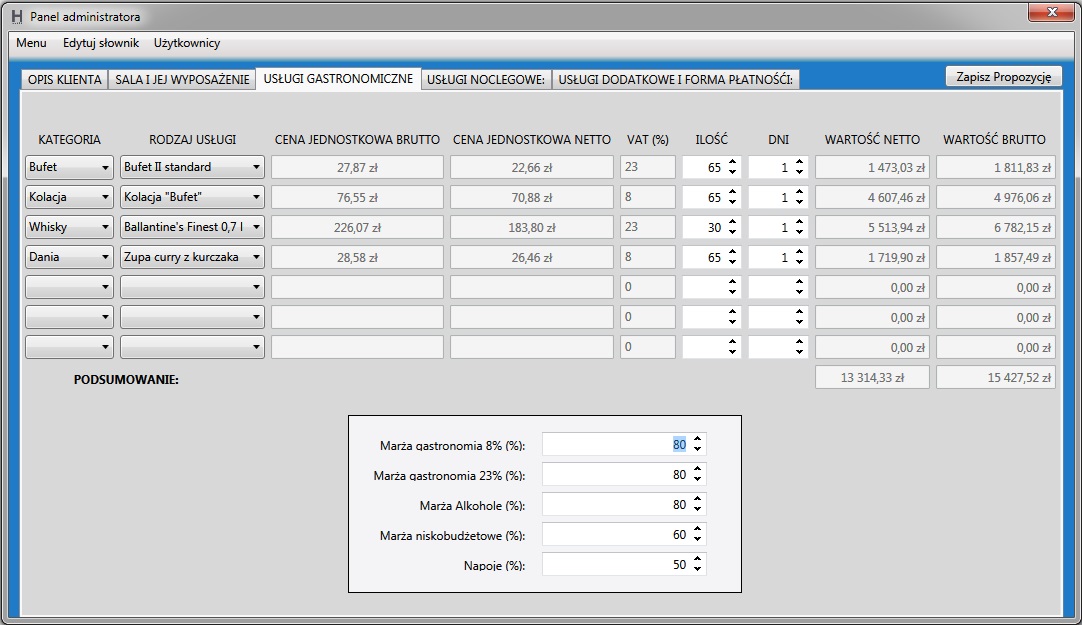 H Panel administratora
Menu Edytuj słownik Użytkownicy
OPIS KLIENTA SALA I JEJ WYPOSAŻENIE USŁUGI GASTRONOMICZNE USŁUGI NOCLEGOWE: USŁUGI DODATKOWE I FORMA PŁATNOŚCI: Zapisz Propozycję
KATEGORIA RODZAJ USŁUGI CENA JEDNOSTKOWA BRUTTO CENA JEDNOSTKOWA NETTO VAT (%) ILOŚĆ DNI WARTOŚĆ NETTO WARTOŚĆ BRUTTO
Bufet Bufet II standard 27,87 zł 22,66 zł 23 65 1 1 473,03 zł 1 811,83 zł
Kolacja Kolacja "Bufet" 76,55 zł 70,88 zł 8 65 1 4 607,46 zł 4 976,06 zł
Whisky Ballantine's Finest 0,7 l 226,07 zł 183,80 zł 23 30 1 5 513,94 zł 6 782,15 zł
Dania Zupa curry z kurczaka 28,58 zł 26,46 zł 8 65 1 1 719,90 zł 1 857,49 zł
0 0,00 zł 0,00 zł
0 0,00 zł 0,00 zł
0 0,00 zł 0,00 zł
PODSUMOWANIE: 13 314,33 zł 15 427,52 zł
Marża gastronomia 8% (%): 80
Marża gastronomia 23% (%): 80
Marża Alkohole (%): 80
Marża niskobudżetowe (%): 60
Napoje (%): 50